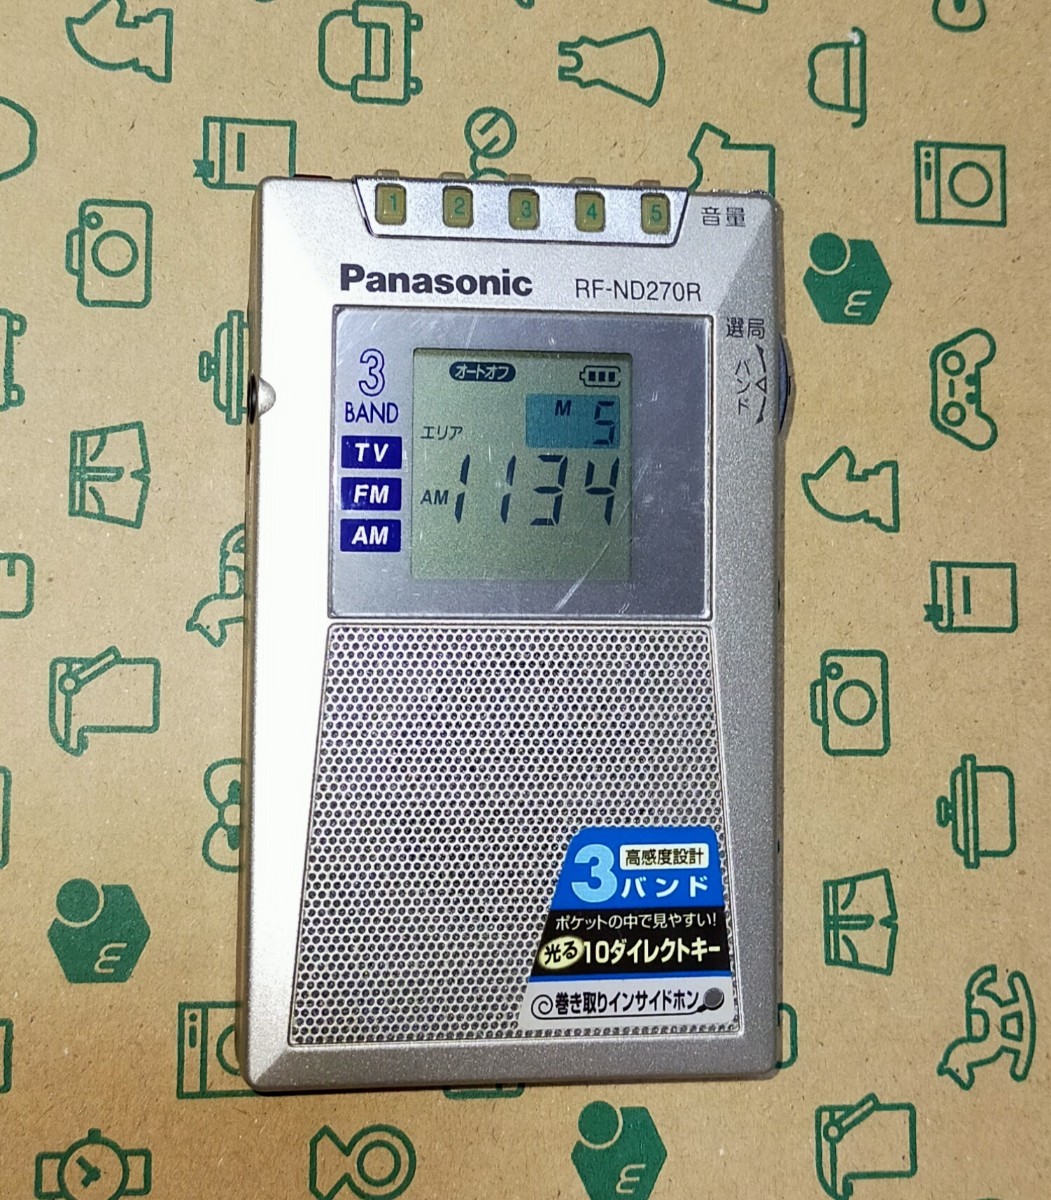 1 2 3 4 5
音量
Panasonic RF-ND270R
選局
バンド
3
BAND
TV
FM
AM
オートオフ
M 5
エリア
AM 1134
3 高感度設計
バンド
ポケットの中で見やすい!
光る 10ダイレクトキー
巻き取りインサイドホン
ε
ε
ε